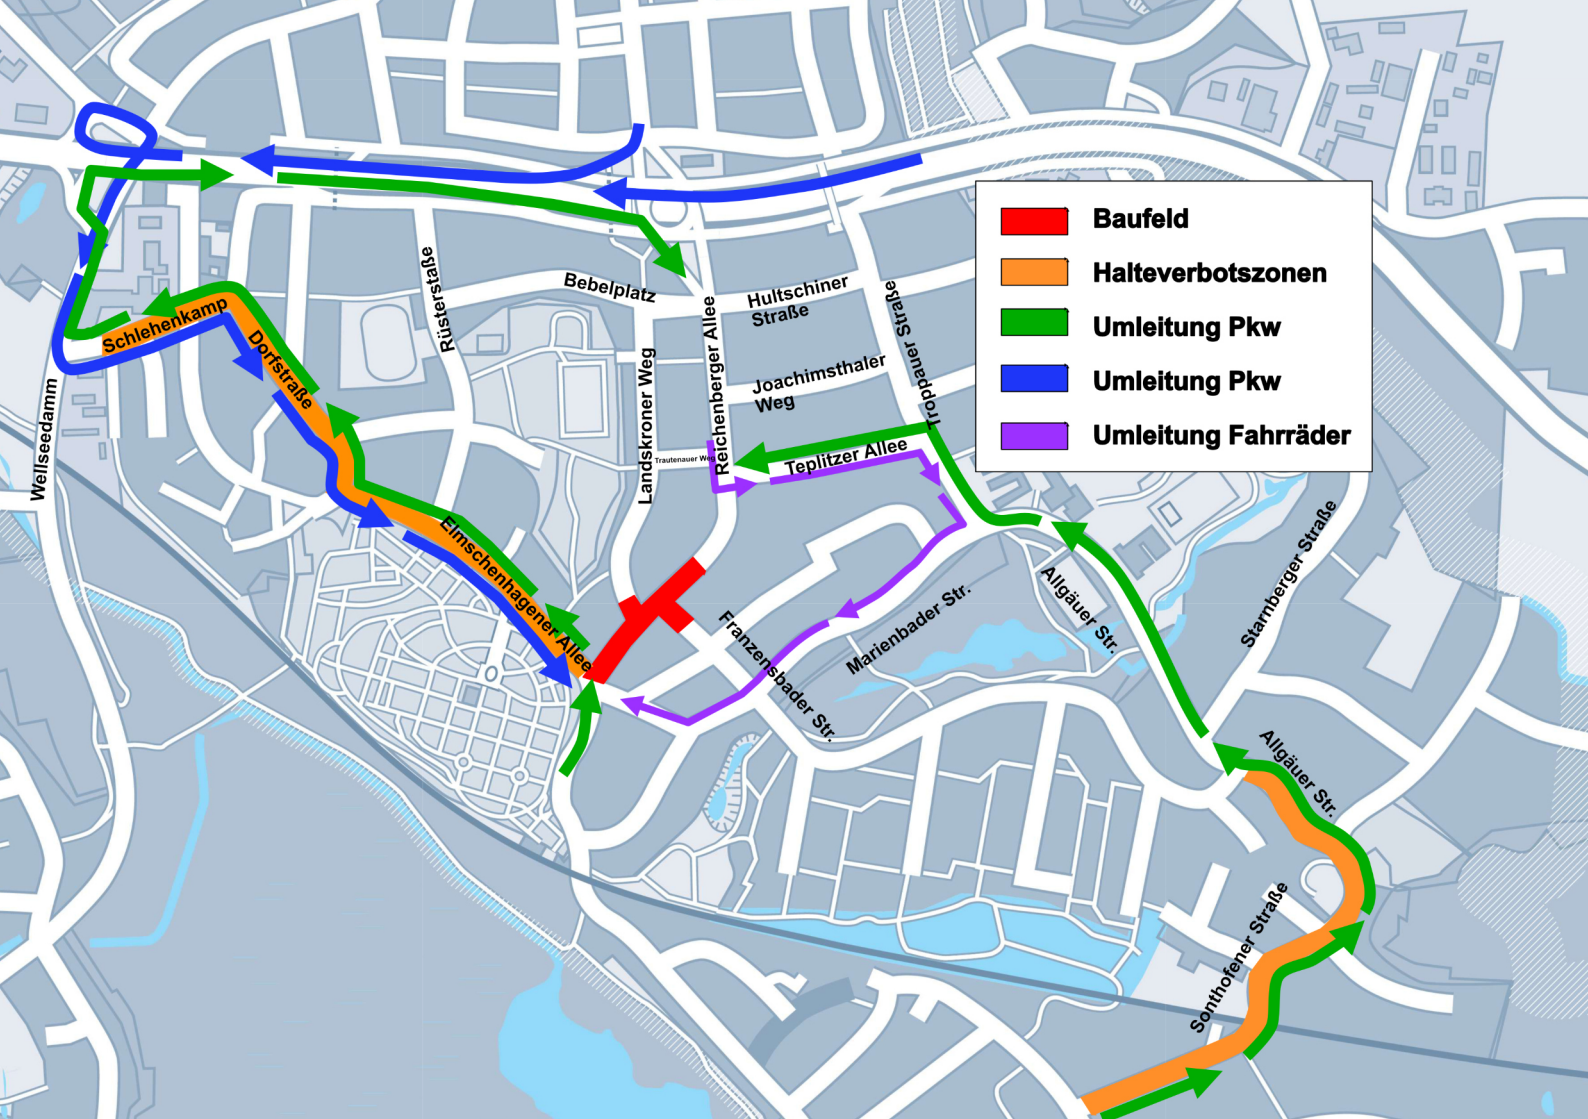 Baufeld
Halteverbotszonen
Umleitung Pkw
Umleitung Pkw
Umleitung Fahrräder
Rüsterstaße
Bebelplatz
Hultschiner
Straße
Troppauer Straße
Reichenberger Allee
Schlehenkamp
Dorfstraße
Landskroner Weg
Joachimsthaler
Weg
Wellseedamm
Trautenauer Weg
Teplitzer Allee
Elmschenhagener Allee
Franzensbader Str.
Marienbader Str.
Allgäuer Str.
Starnberger Straße
Allgäuer Str.
Sonthofener Straße